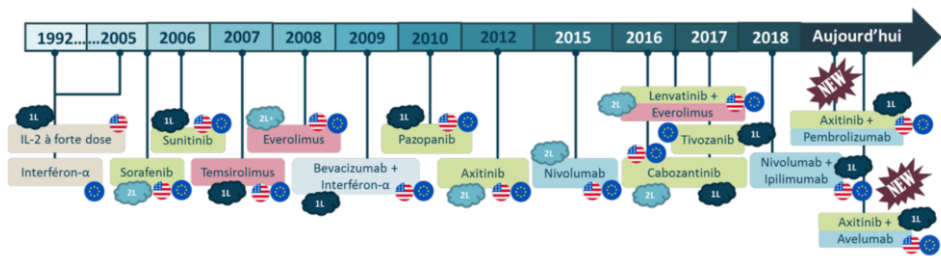 1992...
...2005
2006
2007
2008
2009
2010
2012
2015
2016
2017
2018
Aujourd'hui
1L
IL-2 à forte dose
Interféron-α
Sorafenib
2L
1L
Sunitinib
Temsirolimus
1L
2L+
Everolimus
Bevacizumab +
Interféron-α
1L
1L
Pazopanib
Axitinib
2L
2L
Nivolumab
2L
Lenvatinib +
Everolimus
Tivozanib
1L
Cabozantinib
2L
1L
Nivolumab +
Ipilimumab
1L
NEW
1L
Axitinib +
Pembrolizumab
NEW
Axitinib +
Avelumab
1L